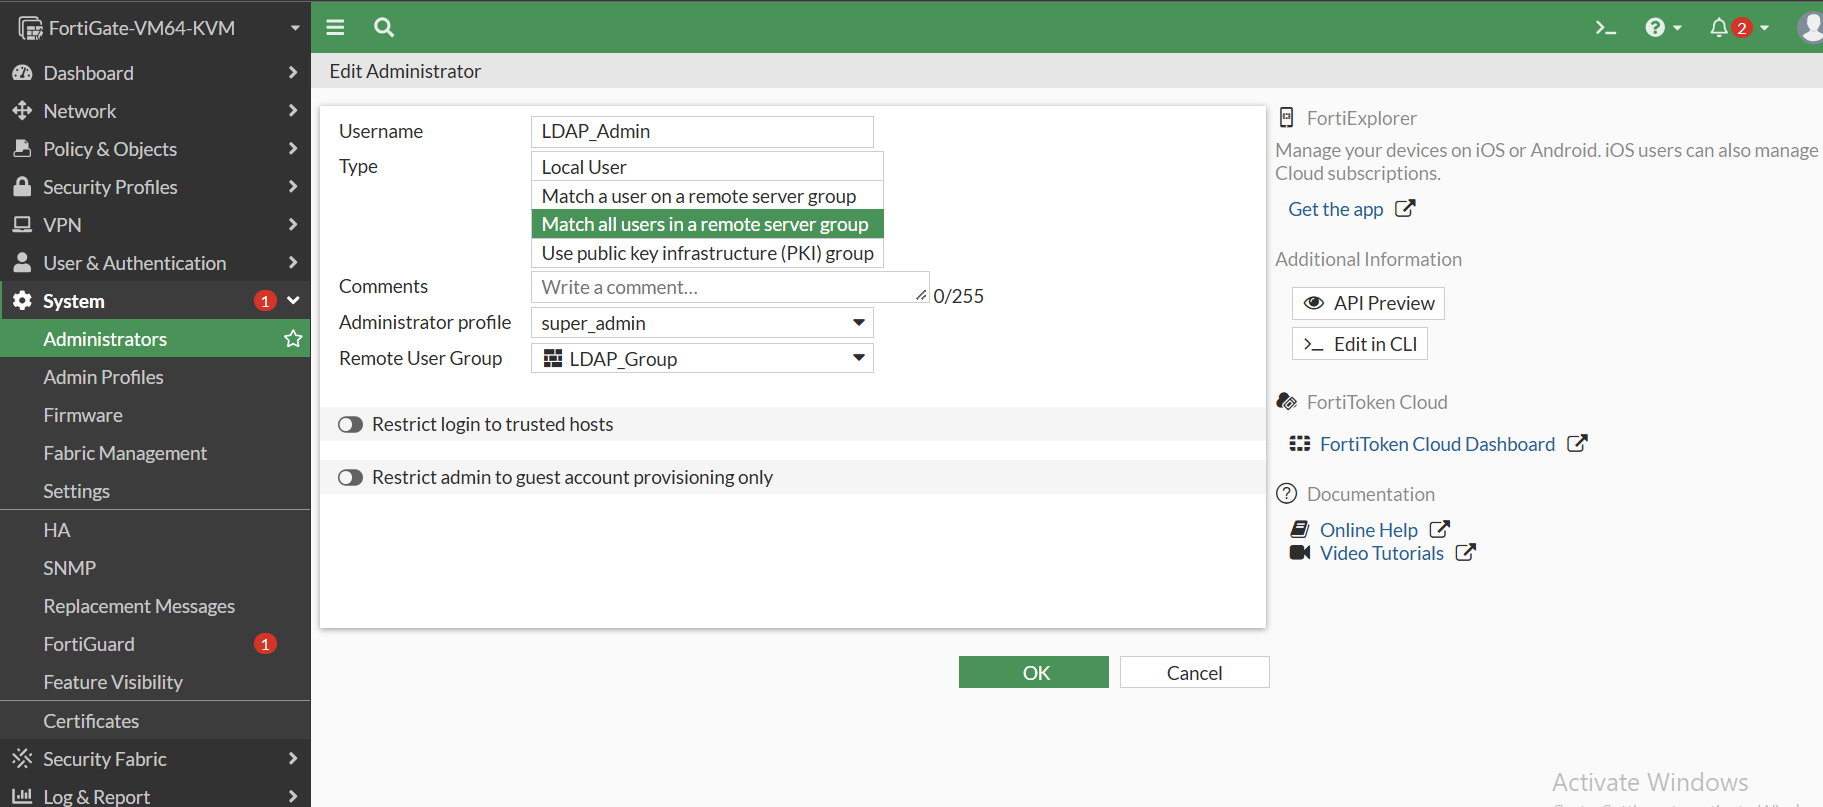 FortiGate-VM64-KVM
Dashboard
Network
Policy & Objects
Security Profiles
VPN
User & Authentication
System 1
Administrators
Admin Profiles
Firmware
Fabric Management
Settings
HA
SNMP
Replacement Messages
FortiGuard 1
Feature Visibility
Certificates
Security Fabric
Log & Report
2
Edit Administrator
Username LDAP_Admin
Type Local User
Match a user on a remote server group
Match all users in a remote server group
Use public key infrastructure (PKI) group
Comments Write a comment... 0/255
Administrator profile super_admin
Remote User Group LDAP_Group
Restrict login to trusted hosts
Restrict admin to guest account provisioning only
OK Cancel
FortiExplorer
Manage your devices on iOS or Android. iOS users can also manage
Cloud subscriptions.
Get the app
Additional Information
API Preview
>_ Edit in CLI
FortiToken Cloud
FortiToken Cloud Dashboard
Documentation
Online Help
Video Tutorials
Activate Windows